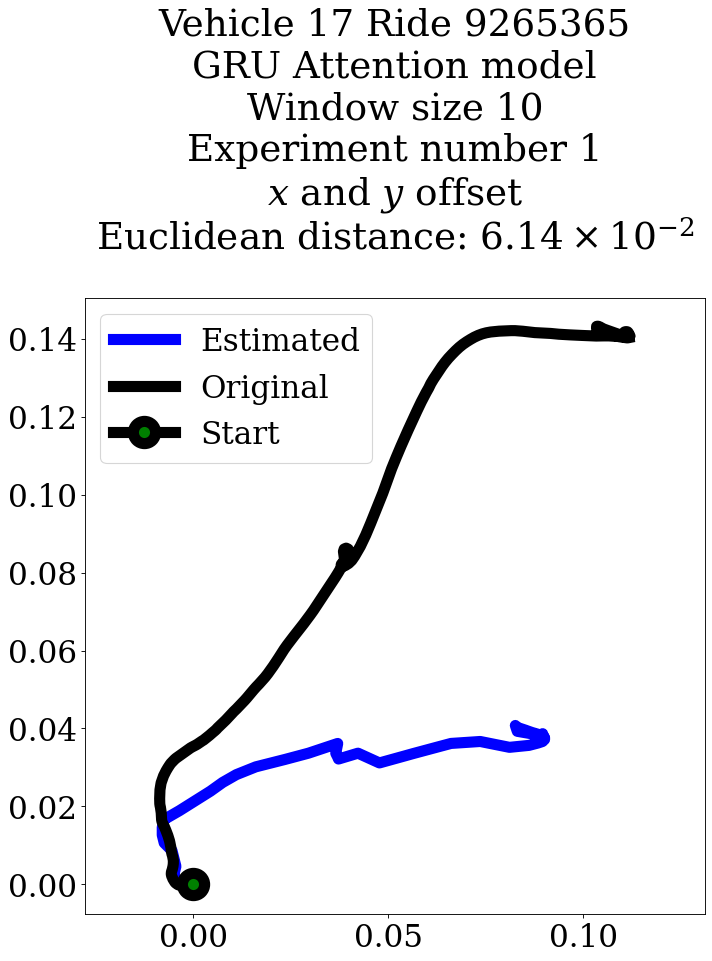 Vehicle 17 Ride 9265365
GRU Attention model
Window size 10
Experiment number 1
x and y offset
Euclidean distance: 6.14 × 10⁻²
Estimated
Original
Start
0.14
0.12
0.10
0.08
0.06
0.04
0.02
0.00
0.00 0.05 0.10